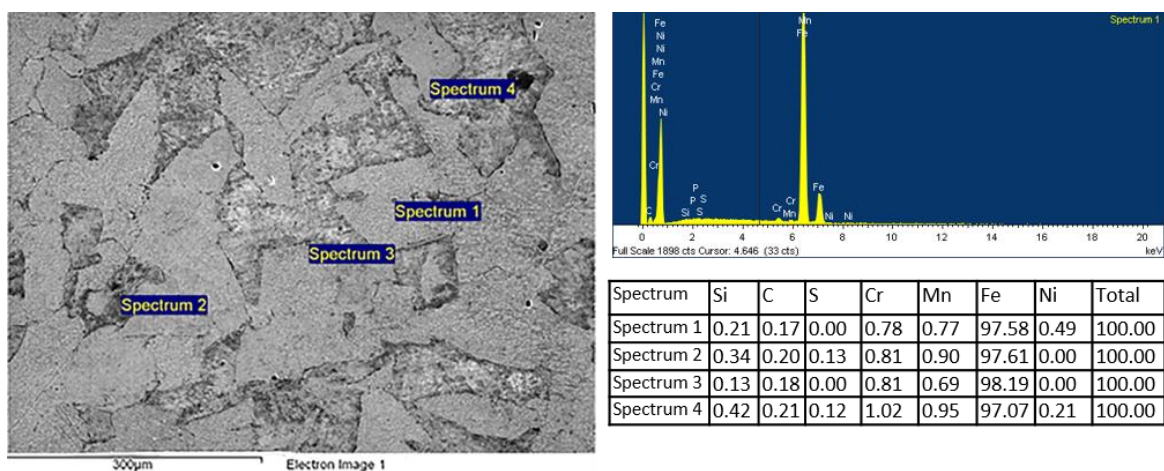 Spectrum 4
Spectrum 1
Spectrum 3
Spectrum 2
300µm Electron Image 1
Spectrum 1
Fe
Ni
Ni
Mn
Fe
Cr
Mn
Ni
Cr
C
Si
P
P
S
S
Cr
Cr
Mn
Mn
Fe
Fe
Ni
Ni
0 2 4 6 8 10 12 14 16 18 20
Full Scale 1898 cts Cursor: 4.646 (33 cts) keV
Spectrum Si C S Cr Mn Fe Ni Total
Spectrum 1 0.21 0.17 0.00 0.78 0.77 97.58 0.49 100.00
Spectrum 2 0.34 0.20 0.13 0.81 0.90 97.61 0.00 100.00
Spectrum 3 0.13 0.18 0.00 0.81 0.69 98.19 0.00 100.00
Spectrum 4 0.42 0.21 0.12 1.02 0.95 97.07 0.21 100.00